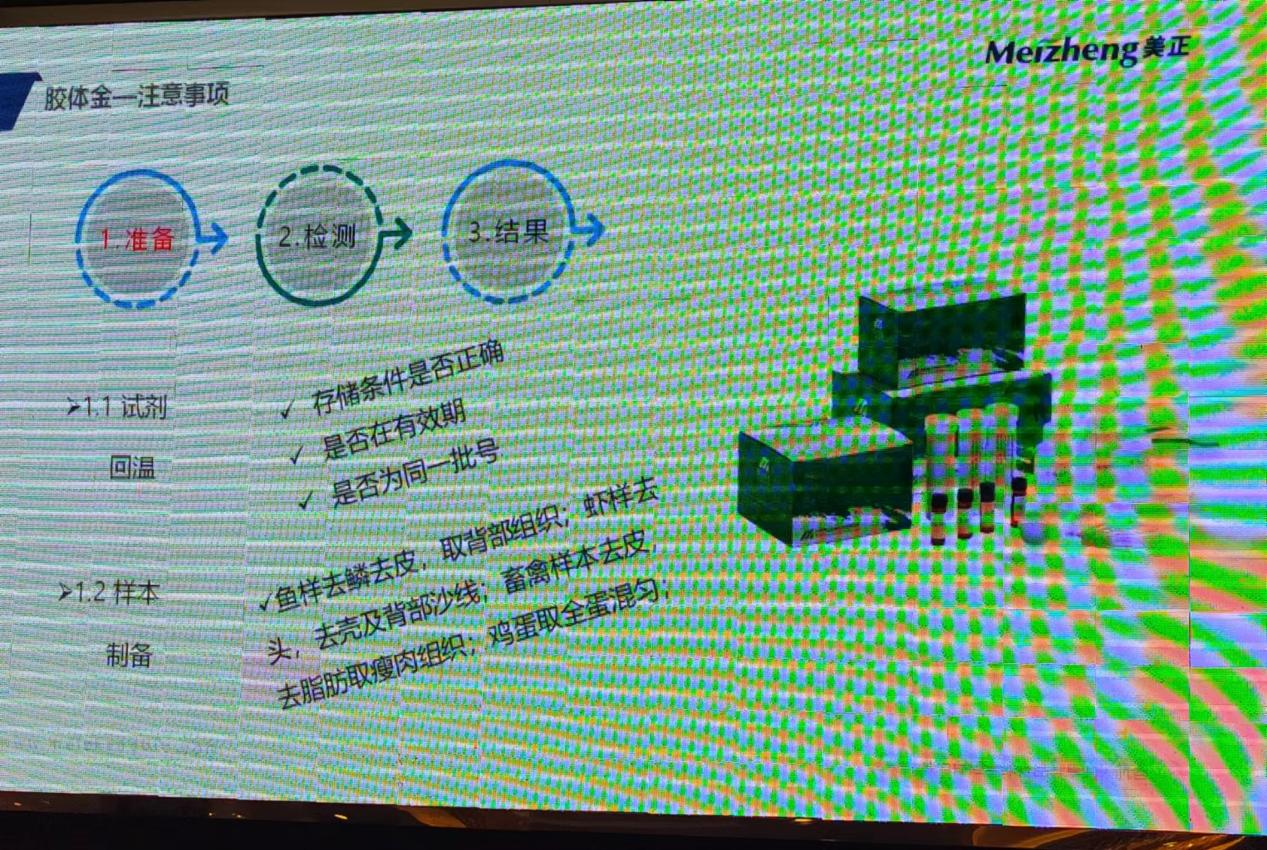 Meizheng美正
胶体金—注意事项
1.准备
2.检测
3.结果
➢1.1 试剂
回温
✓ 存储条件是否正确
✓ 是否在有效期
✓ 是否为同一批号
➢1.2 样本
制备
✓鱼样去鳞去皮，取背部组织；虾样去
头，去壳及背部沙线；畜禽样本去皮
去脂肪取瘦肉组织；鸡蛋取全蛋混匀；